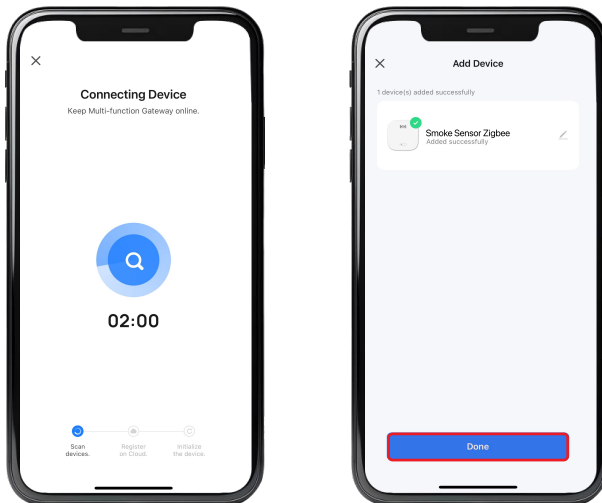 Connecting Device
Keep Multi-function Gateway online.
02:00
Scan
devices.
Register
on Cloud.
Initialize
the device.
Add Device
1 device(s) added successfully
Smoke Sensor Zigbee
Added successfully
Done